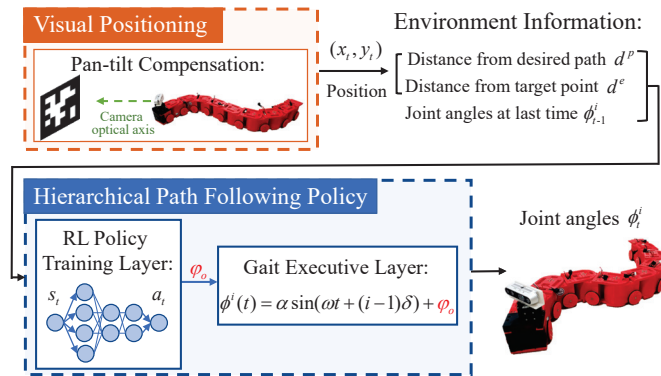 Visual Positioning
Pan-tilt Compensation:
Camera
optical axis
(x_t, y_t)
Position
Environment Information:
Distance from desired path d^p
Distance from target point d^e
Joint angles at last time ϕ_{t-1}^i
Hierarchical Path Following Policy
RL Policy
Training Layer:
s_t a_t
φ_o
Gait Executive Layer:
ϕ^i(t) = α sin(ωt + (i−1)δ) + φ_o
Joint angles ϕ_t^i